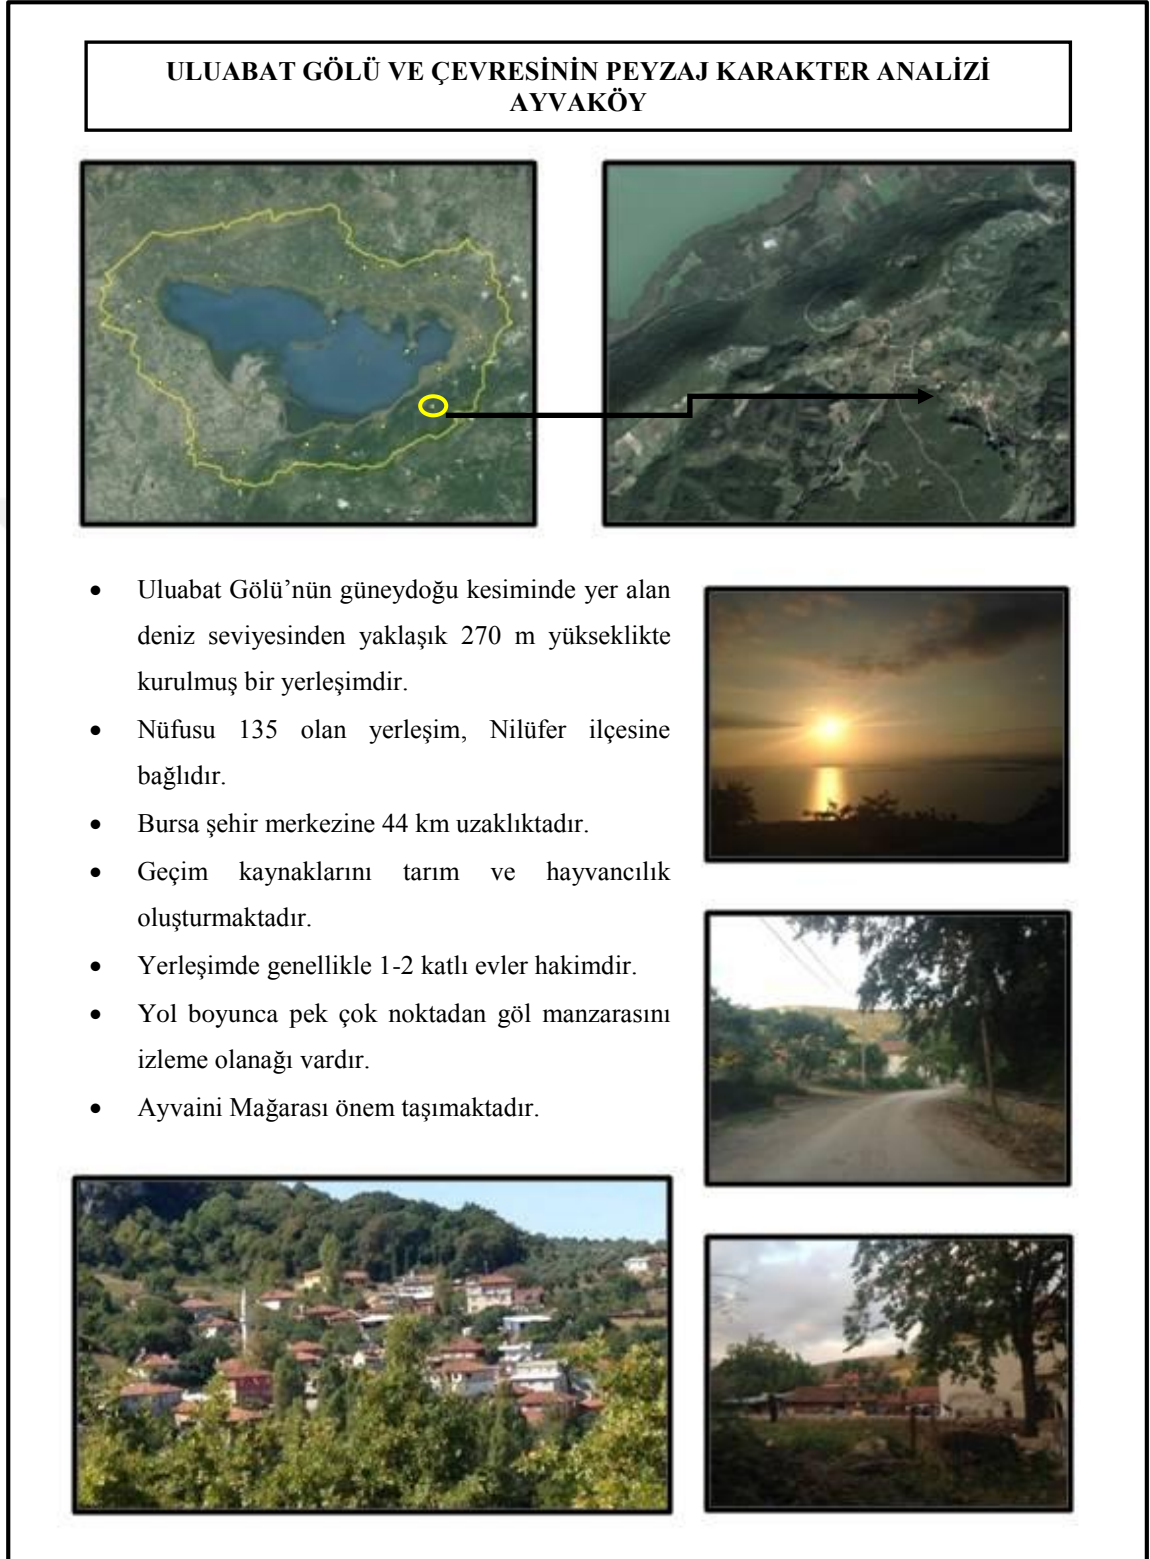 ULUABAT GÖLÜ VE ÇEVRESİNİN PEYZAJ KARAKTER ANALİZİ
AYVAKÖY
• Uluabat Gölü’nün güneydoğu kesiminde yer alan
deniz seviyesinden yaklaşık 270 m yükseklikte
kurulmuş bir yerleşimdir.
• Nüfusu 135 olan yerleşim, Nilüfer ilçesine
bağlıdır.
• Bursa şehir merkezine 44 km uzaklıktadır.
• Geçim kaynaklarını tarım ve hayvancılık
oluşturmaktadır.
• Yerleşimde genellikle 1-2 katlı evler hakimdir.
• Yol boyunca pek çok noktadan göl manzarasını
izleme olanağı vardır.
• Ayvaini Mağarası önem taşımaktadır.